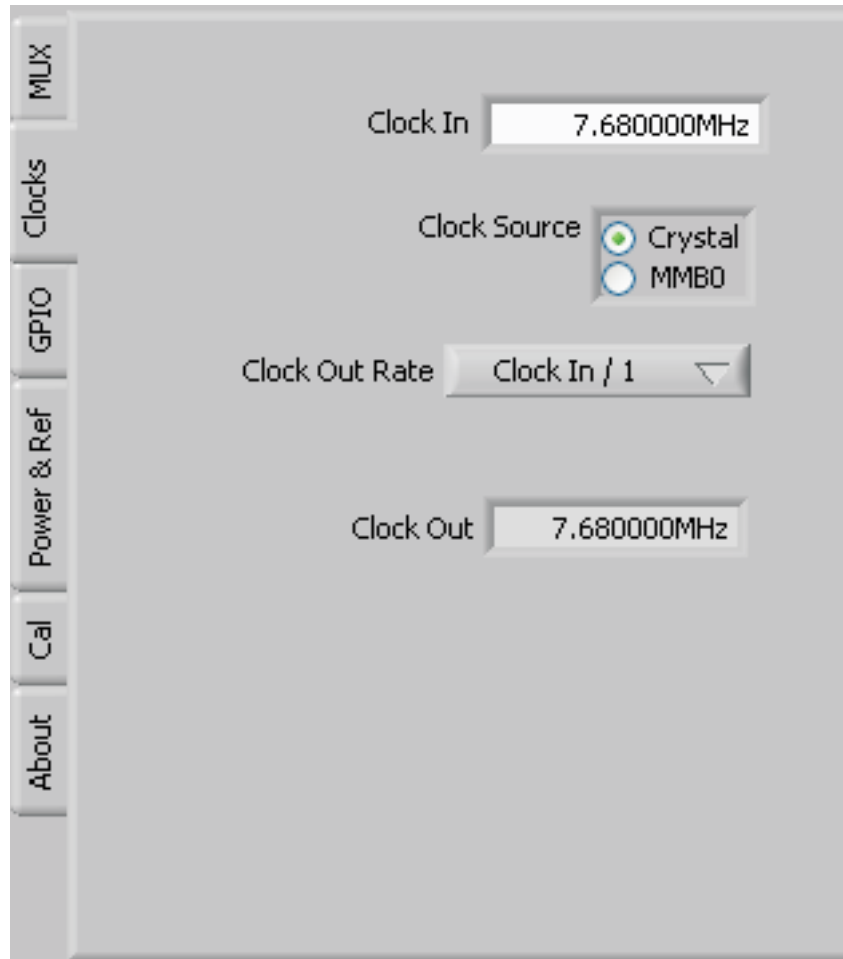 MUX
Clocks
GPIO
Power & Ref
Cal
About
Clock In 7.680000MHz
Clock Source Crystal
MMB0
Clock Out Rate Clock In / 1
Clock Out 7.680000MHz